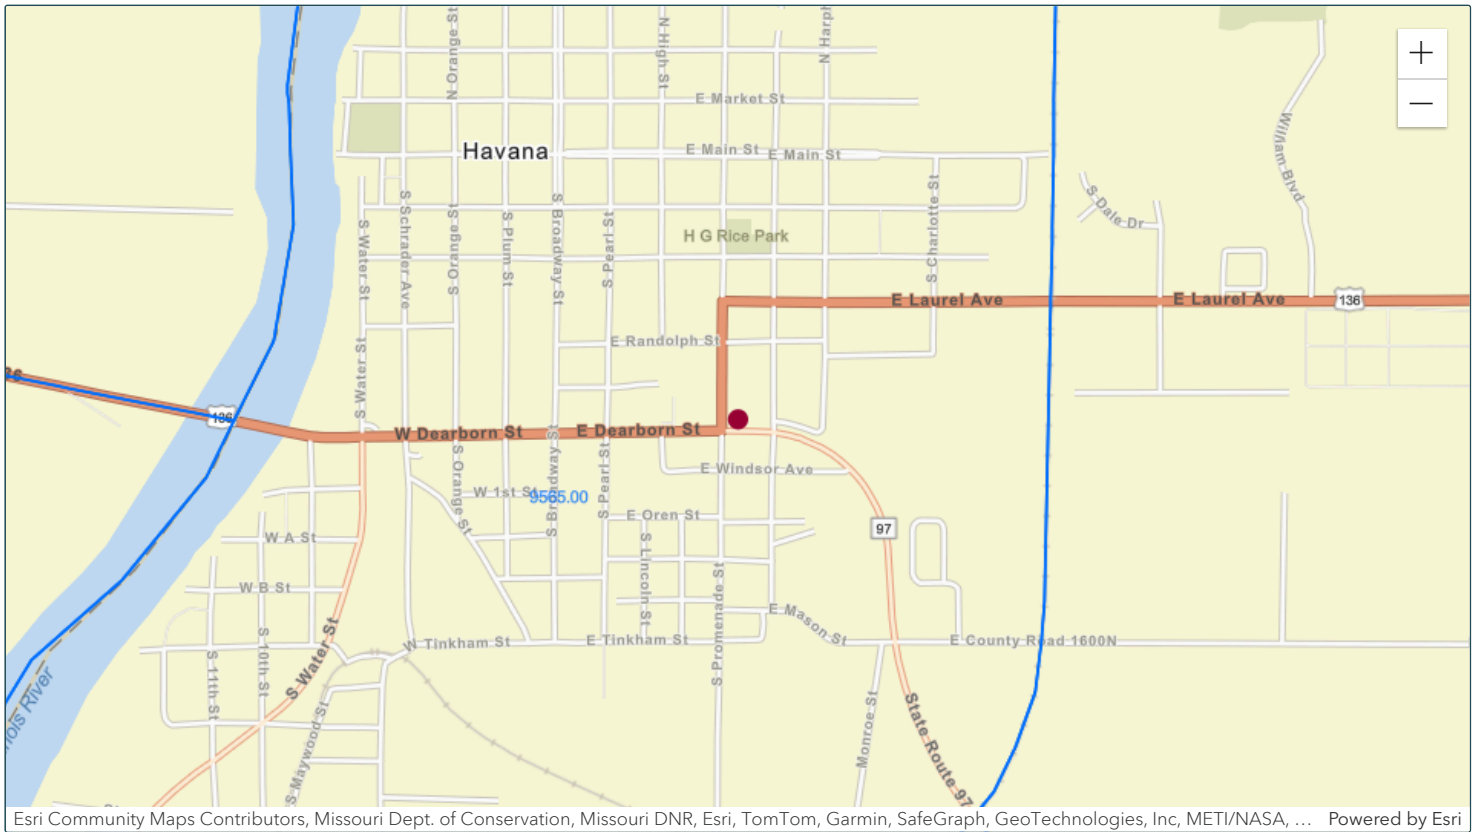 N Orange St
N High St
N Harph
E Market St
William Blvd
Havana
E Main St
E Main St
S Dale Dr
S Water St
S Schrader Ave
S Orange St
S Plum St
S Broadway St
S Pearl St
H G Rice Park
S Charlotte St
E Laurel Ave
E Laurel Ave
136
E Randolph St
S Water St
36
136
W Dearborn St
E Dearborn St
S Orange St
S Broadway St
S Pearl St
E Windsor Ave
W 1st St
9565.00
E Oren St
97
W A St
S Lincoln St
W B St
S Promenade St
E Mason St
W Tinkham St
E Tinkham St
E County Road 1600N
S Water St
S 10th St
S 11th St
nois River
S Maywood St
Monroe St
State Route 97
Esri Community Maps Contributors, Missouri Dept. of Conservation, Missouri DNR, Esri, TomTom, Garmin, SafeGraph, GeoTechnologies, Inc, METI/NASA, ... Powered by Esri